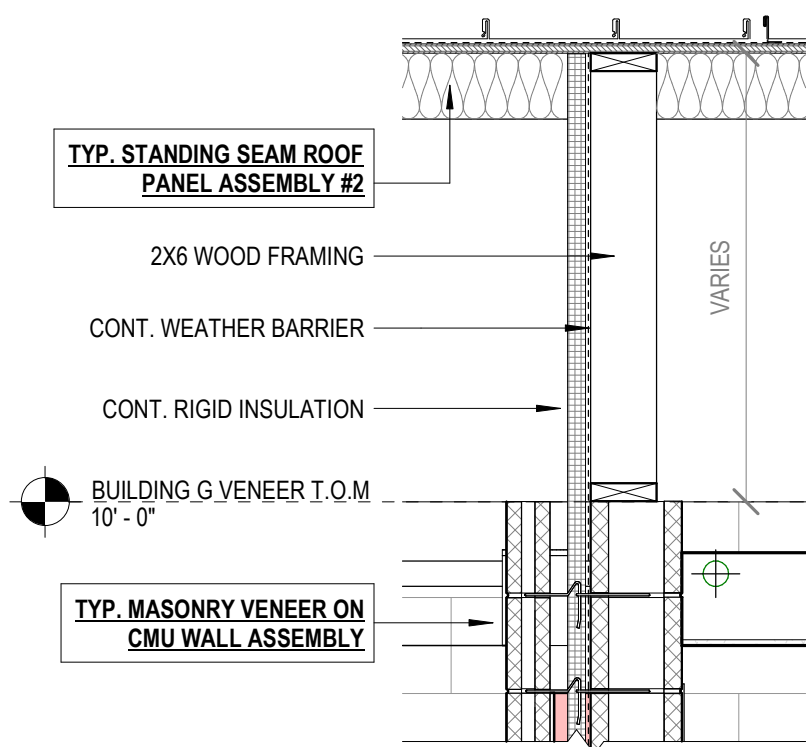 TYP. STANDING SEAM ROOF
PANEL ASSEMBLY #2
2X6 WOOD FRAMING
VARIES
CONT. WEATHER BARRIER
CONT. RIGID INSULATION
BUILDING G VENEER T.O.M
10' - 0"
TYP. MASONRY VENEER ON
CMU WALL ASSEMBLY